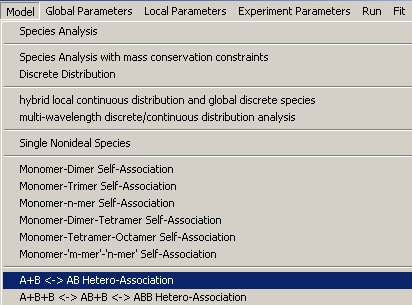 Model Global Parameters Local Parameters Experiment Parameters Run Fit
Species Analysis
Species Analysis with mass conservation constraints
Discrete Distribution
hybrid local continuous distribution and global discrete species
multi-wavelength discrete/continuous distribution analysis
Single Nonideal Species
Monomer-Dimer Self-Association
Monomer-Trimer Self-Association
Monomer-n-mer Self-Association
Monomer-Dimer-Tetramer Self-Association
Monomer-Tetramer-Octamer Self-Association
Monomer-'m-mer'-'n-mer' Self-Association
A+B <-> AB Hetero-Association
A+B+B <-> AB+B <-> ABB Hetero-Association